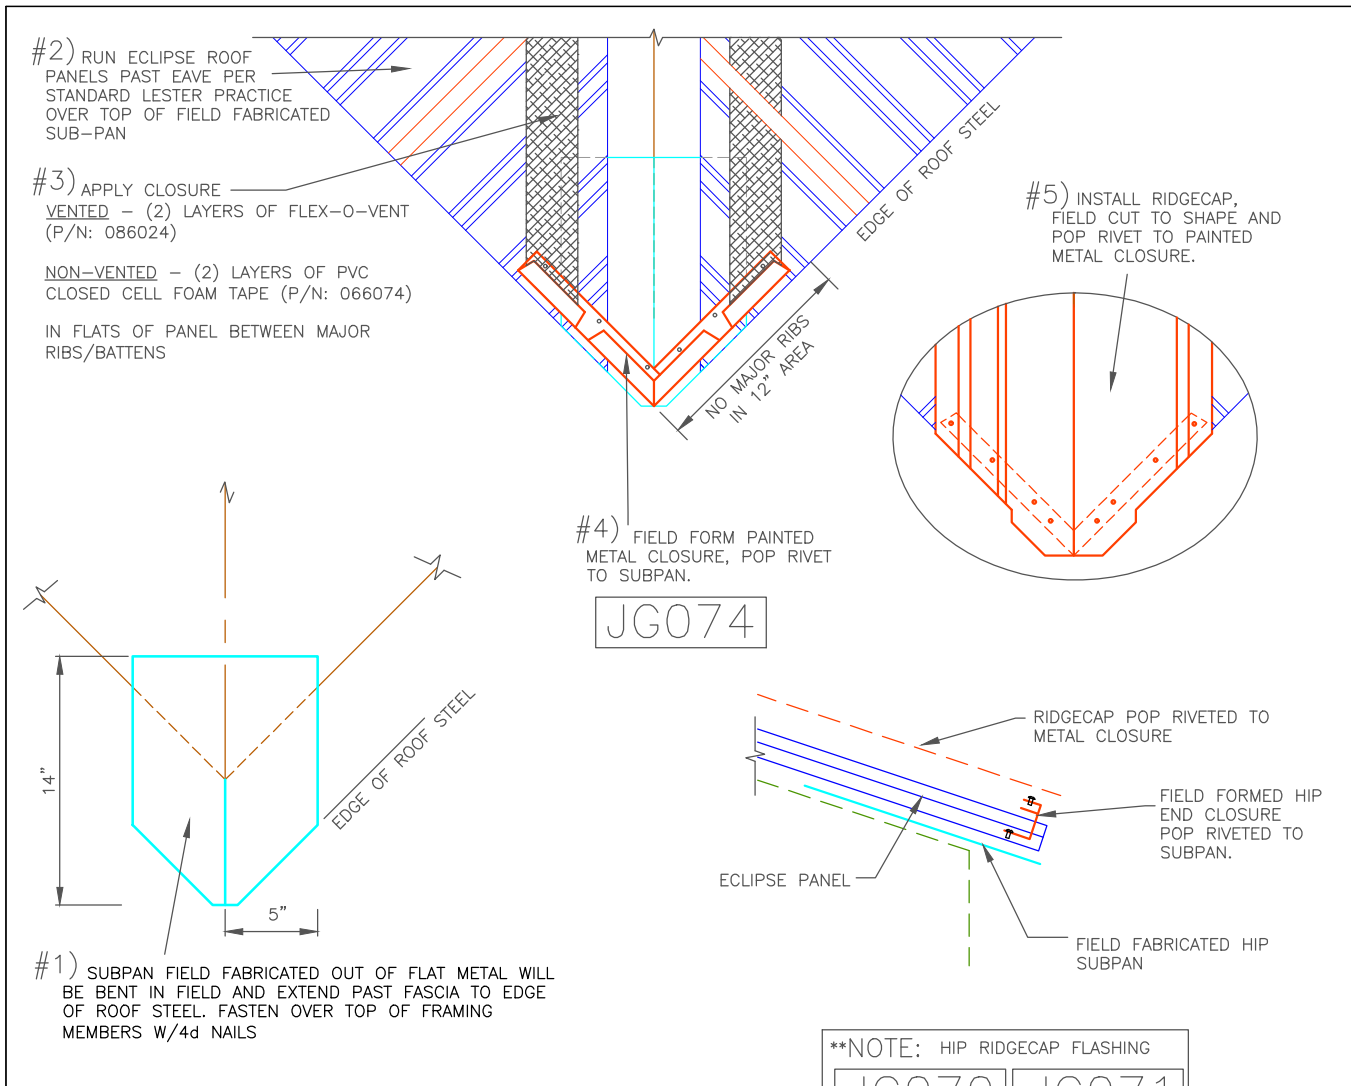 #2) RUN ECLIPSE ROOF
PANELS PAST EAVE PER
STANDARD LESTER PRACTICE
OVER TOP OF FIELD FABRICATED
SUB-PAN
#3) APPLY CLOSURE
VENTED - (2) LAYERS OF FLEX-O-VENT
(P/N: 086024)
NON-VENTED - (2) LAYERS OF PVC
CLOSED CELL FOAM TAPE (P/N: 066074)
IN FLATS OF PANEL BETWEEN MAJOR
RIBS/BATTENS
EDGE OF ROOF STEEL
NO MAJOR RIBS
IN 12" AREA
#5) INSTALL RIDGECAP,
FIELD CUT TO SHAPE AND
POP RIVET TO PAINTED
METAL CLOSURE.
#4) FIELD FORM PAINTED
METAL CLOSURE, POP RIVET
TO SUBPAN.
JG074
14"
5"
EDGE OF ROOF STEEL
#1) SUBPAN FIELD FABRICATED OUT OF FLAT METAL WILL
BE BENT IN FIELD AND EXTEND PAST FASCIA TO EDGE
OF ROOF STEEL. FASTEN OVER TOP OF FRAMING
MEMBERS W/4d NAILS
RIDGECAP POP RIVETED TO
METAL CLOSURE
FIELD FORMED HIP
END CLOSURE
POP RIVETED TO
SUBPAN.
ECLIPSE PANEL
FIELD FABRICATED HIP
SUBPAN
**NOTE: HIP RIDGECAP FLASHING